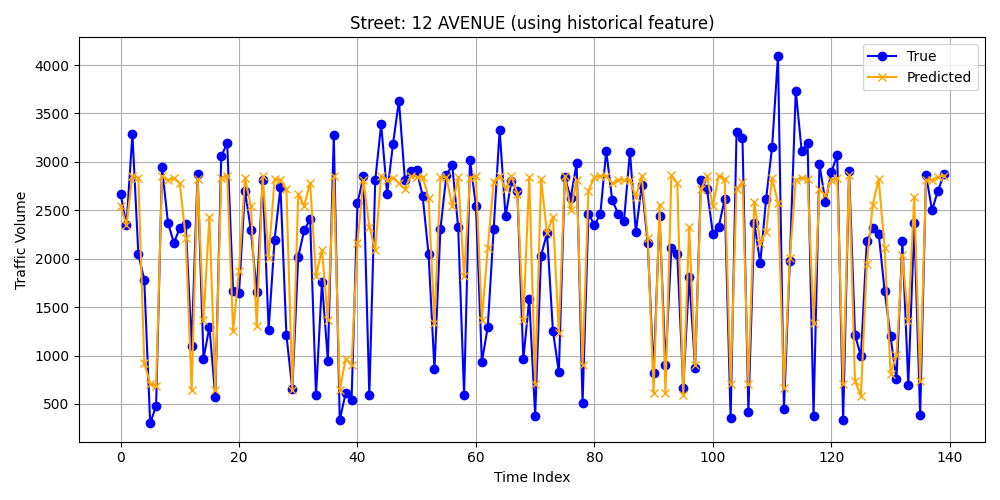 Street: 12 AVENUE (using historical feature)
True
Predicted
Traffic Volume
4000
3500
3000
2500
2000
1500
1000
500
0 20 40 60 80 100 120 140
Time Index